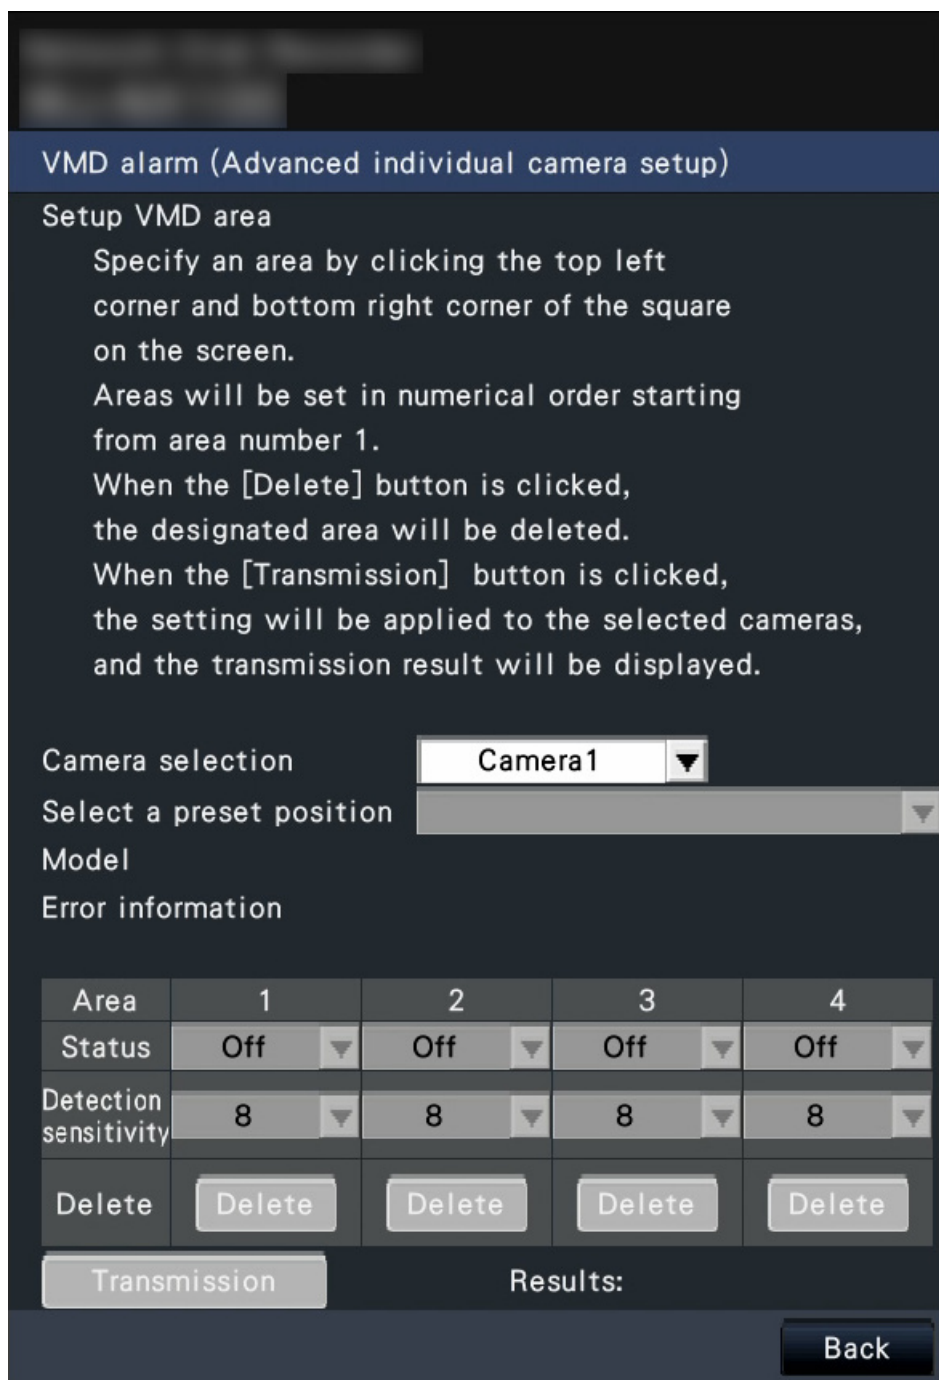 VMD alarm (Advanced individual camera setup)
Setup VMD area
Specify an area by clicking the top left
corner and bottom right corner of the square
on the screen.
Areas will be set in numerical order starting
from area number 1.
When the [Delete] button is clicked,
the designated area will be deleted.
When the [Transmission] button is clicked,
the setting will be applied to the selected cameras,
and the transmission result will be displayed.
Camera selection Camera1
Select a preset position
Model
Error information
Area 1 2 3 4
Status Off Off Off Off
Detection
sensitivity 8 8 8 8
Delete Delete Delete Delete Delete
Transmission Results:
Back